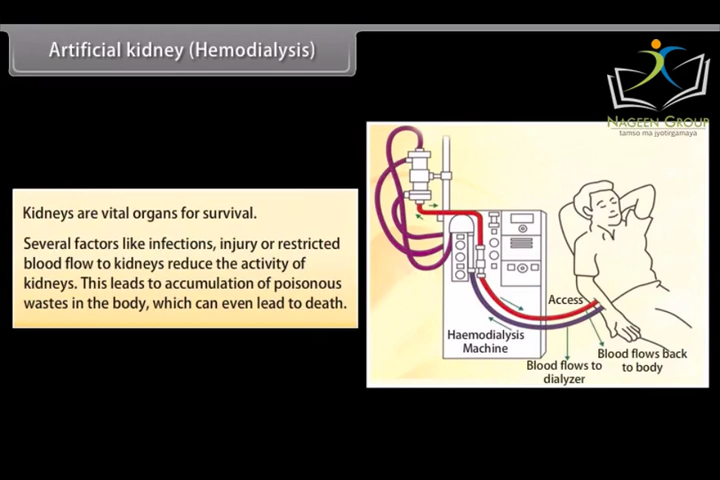 Artificial kidney (Hemodialysis)
NAGEEN GROUP
tamso ma jyotirgamaya
Kidneys are vital organs for survival.
Several factors like infections, injury or restricted
blood flow to kidneys reduce the activity of
kidneys. This leads to accumulation of poisonous
wastes in the body, which can even lead to death.
Access
Haemodialysis
Machine
Blood flows back
to body
Blood flows to
dialyzer